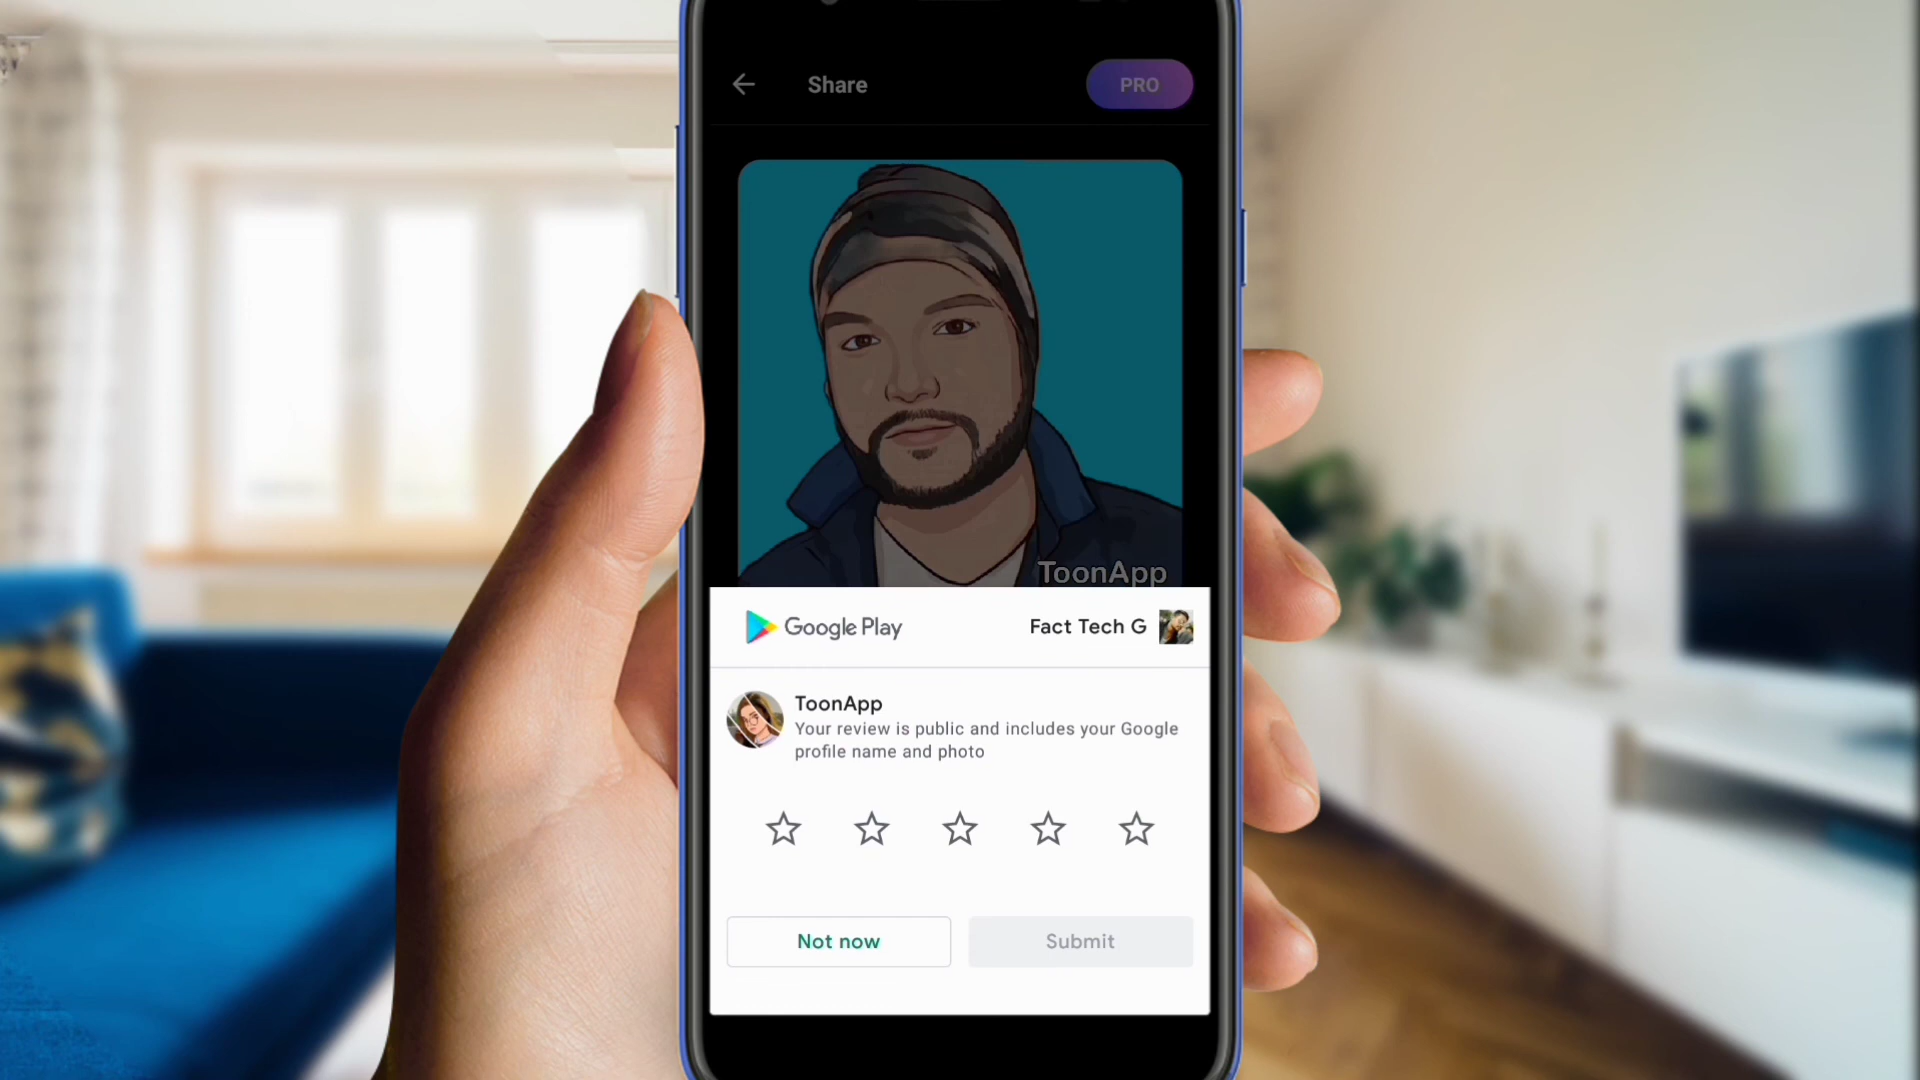 Share
PRO
ToonApp
Google Play
Fact Tech G
ToonApp
Your review is public and includes your Google
profile name and photo
Not now
Submit